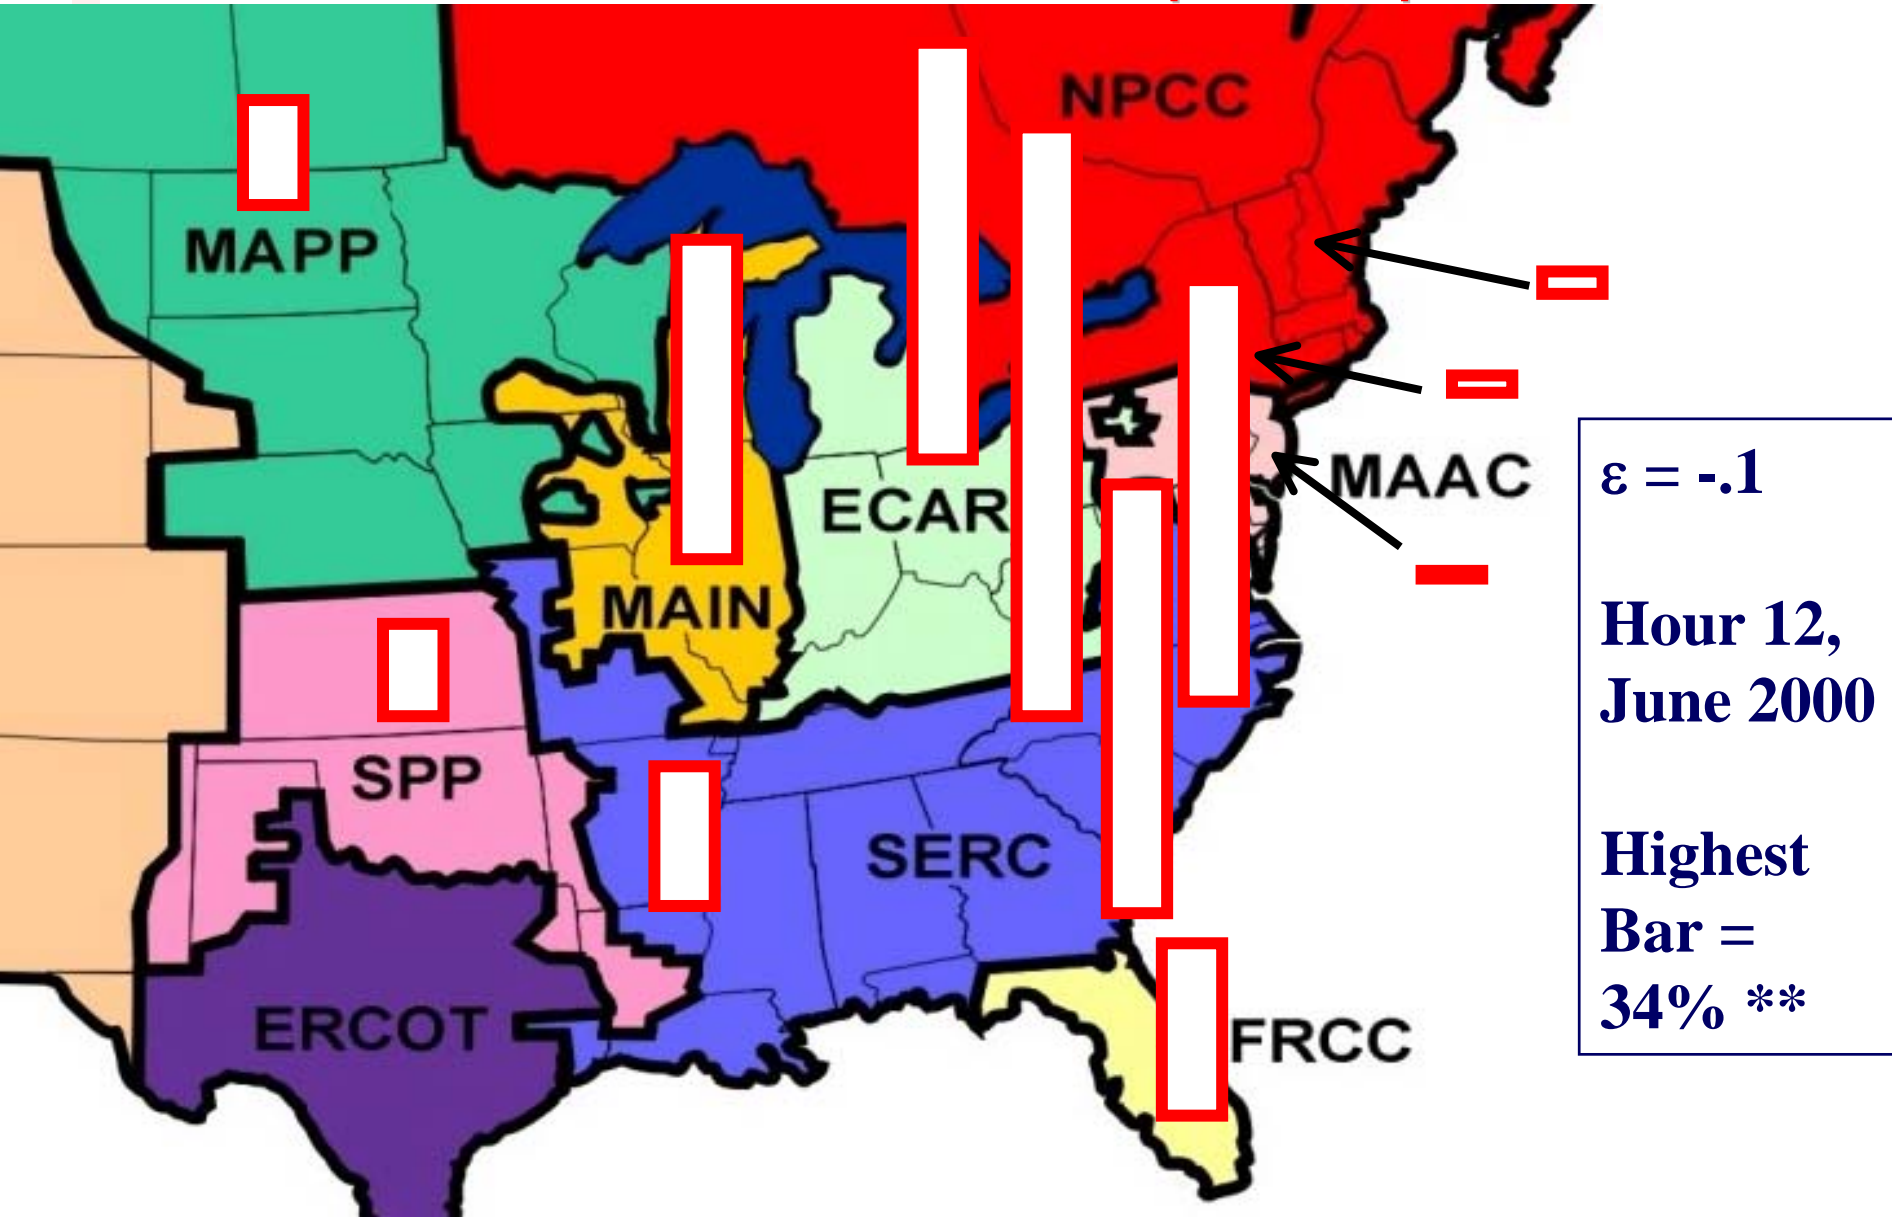 NPCC
MAPP
MAAC
ECAR
MAIN
SPP
SERC
ERCOT
FRCC
ε = -.1
Hour 12,
June 2000
Highest
Bar =
34% **